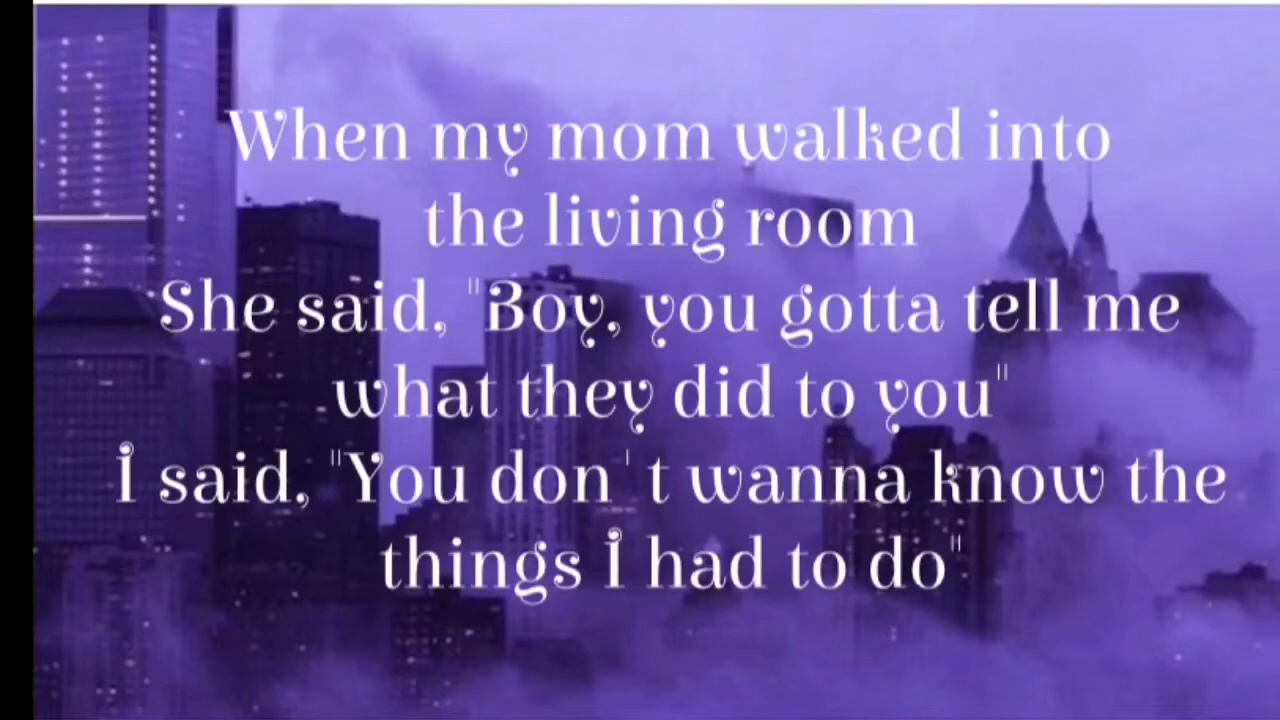 When my mom walked into
the living room
She said, "Boy, you gotta tell me
what they did to you"
I said, "You don't wanna know the
things I had to do"